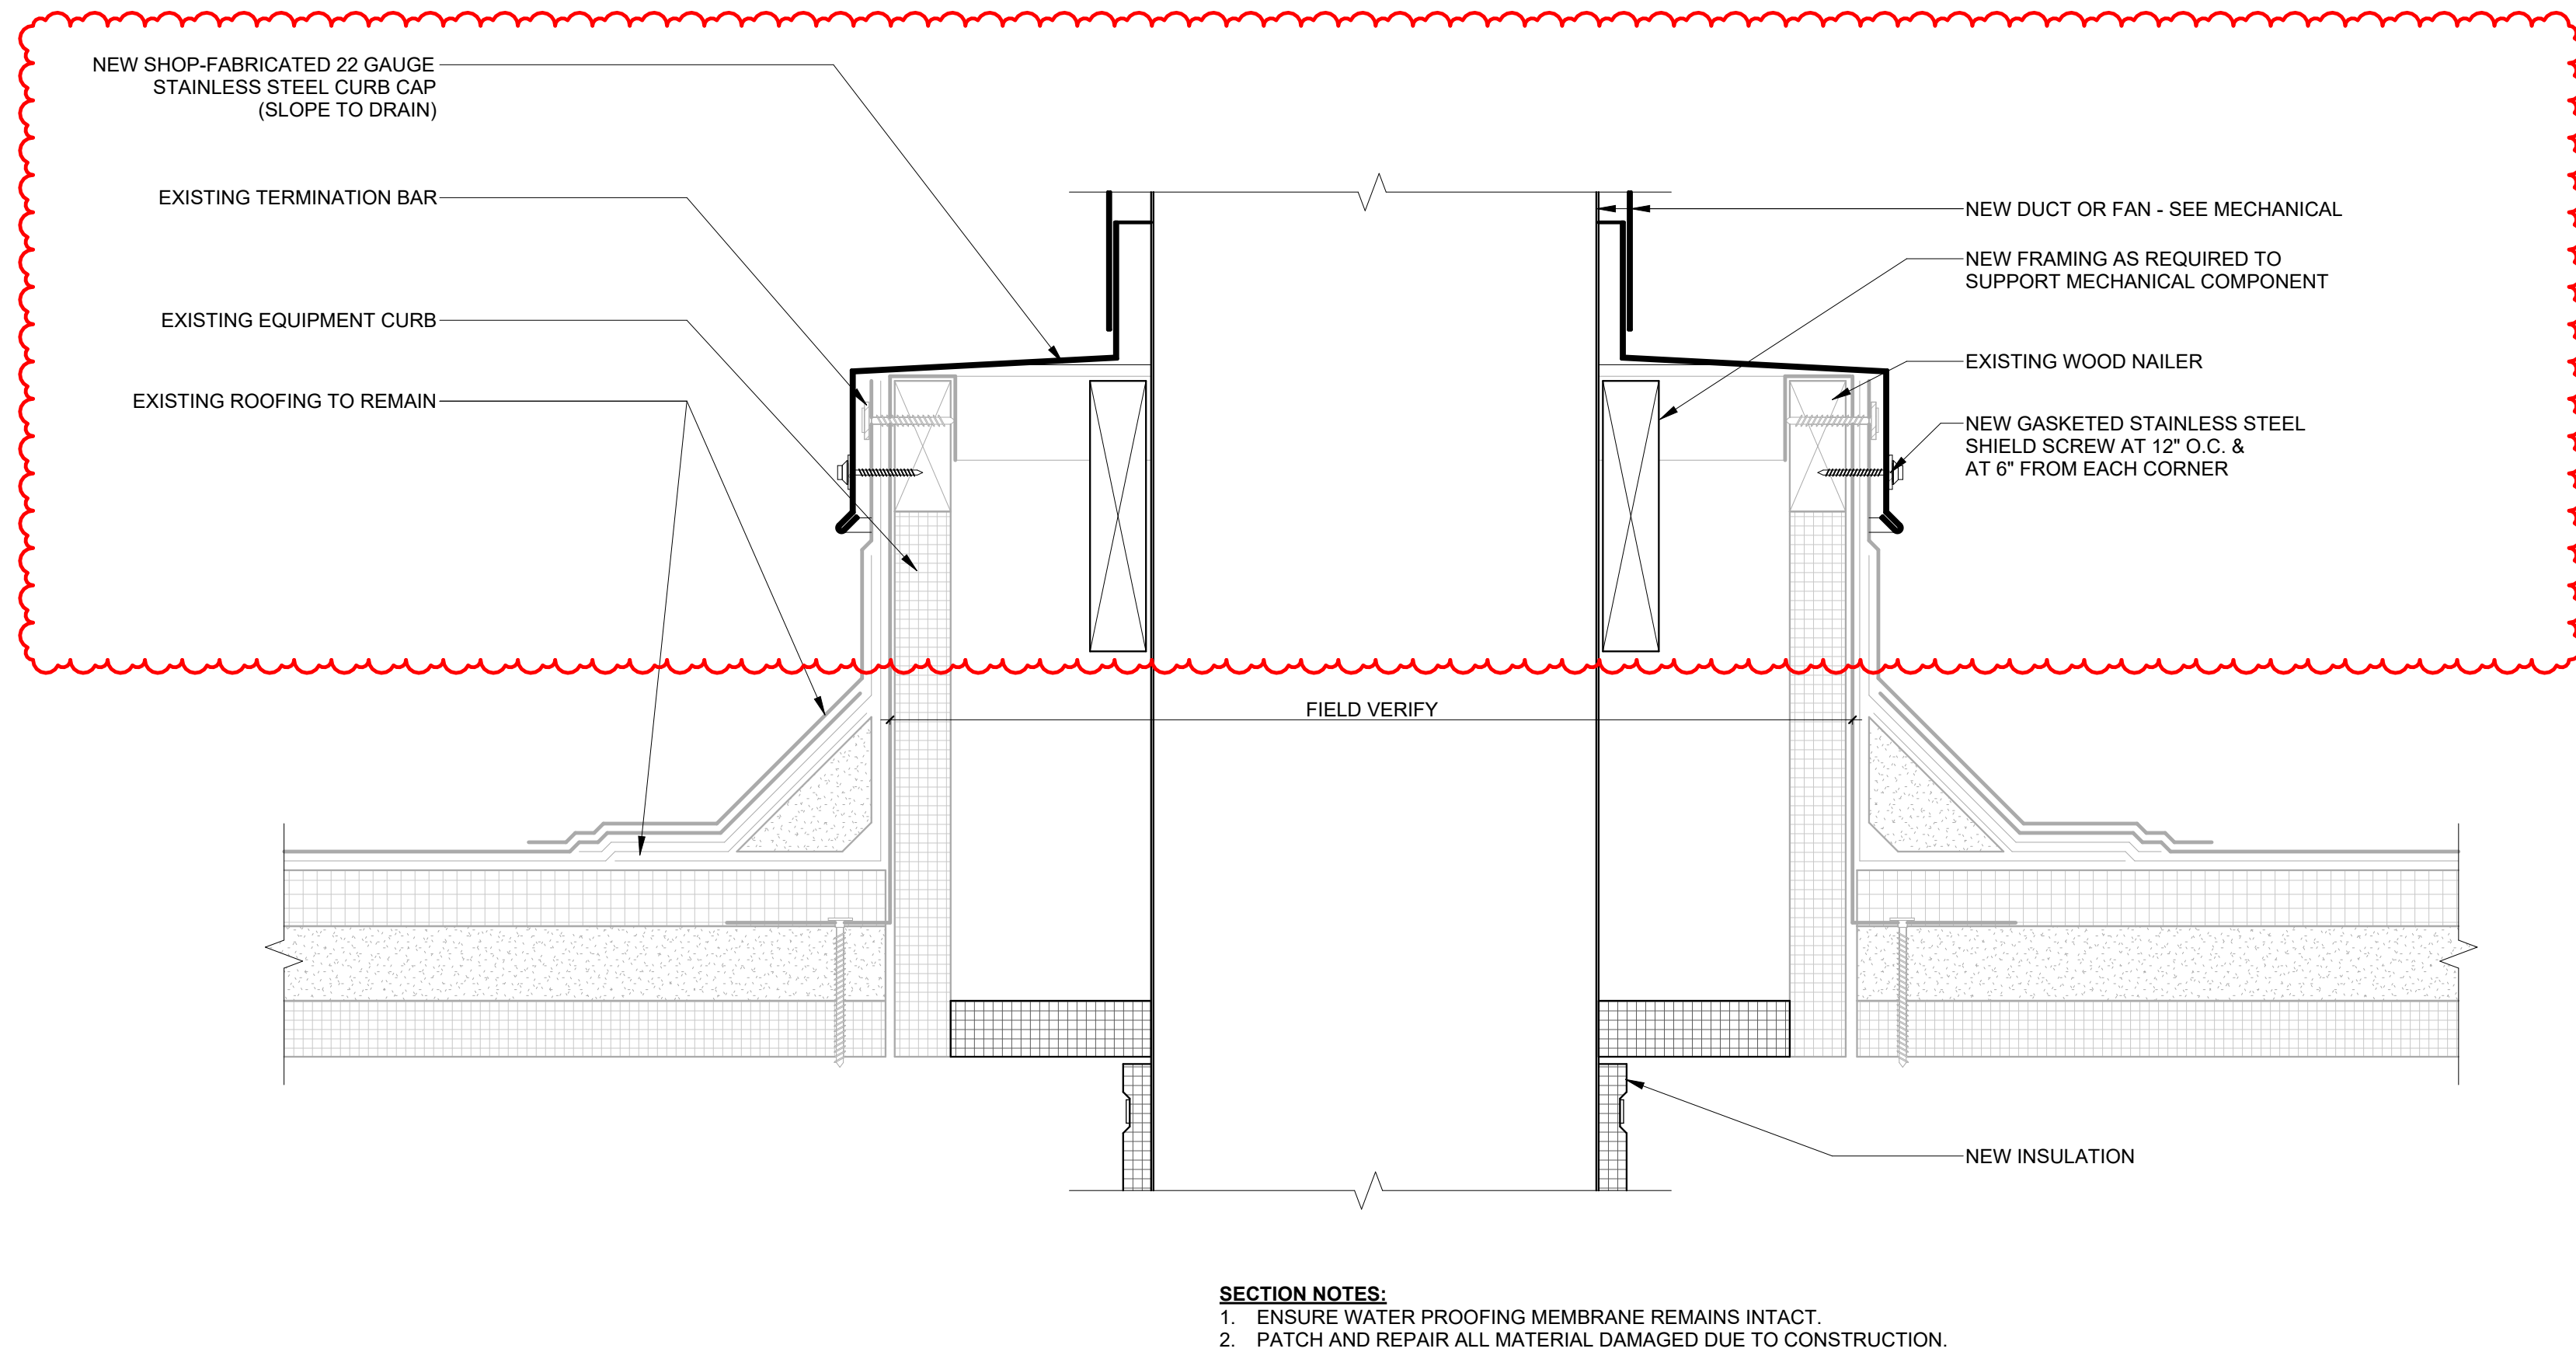 NEW SHOP-FABRICATED 22 GAUGE
STAINLESS STEEL CURB CAP
(SLOPE TO DRAIN)
EXISTING TERMINATION BAR
EXISTING EQUIPMENT CURB
EXISTING ROOFING TO REMAIN
NEW DUCT OR FAN - SEE MECHANICAL
NEW FRAMING AS REQUIRED TO
SUPPORT MECHANICAL COMPONENT
EXISTING WOOD NAILER
NEW GASKETED STAINLESS STEEL
SHIELD SCREW AT 12" O.C. &
AT 6" FROM EACH CORNER
FIELD VERIFY
NEW INSULATION
SECTION NOTES:
1. ENSURE WATER PROOFING MEMBRANE REMAINS INTACT.
2. PATCH AND REPAIR ALL MATERIAL DAMAGED DUE TO CONSTRUCTION.